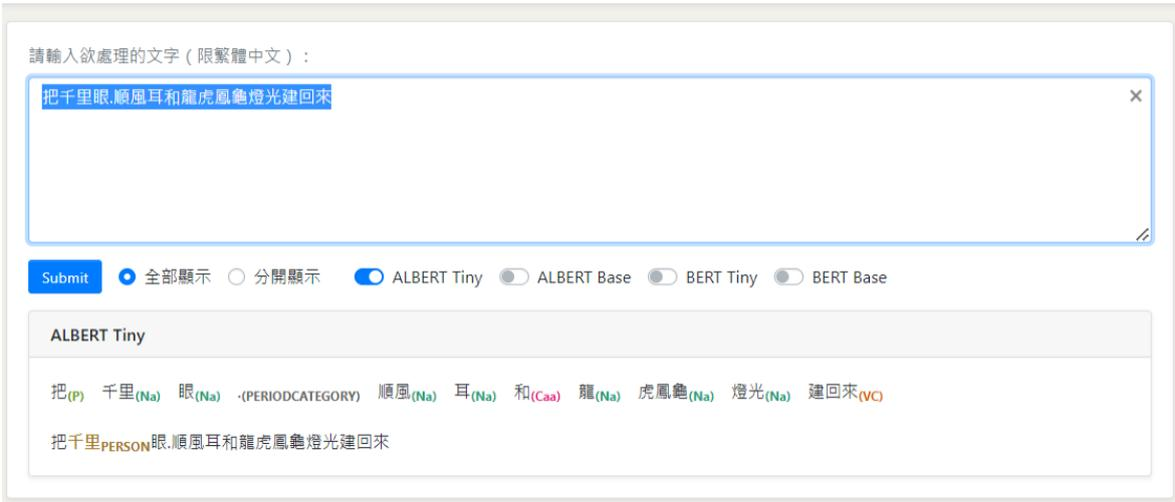 請輸入欲處理的文字（限繁體中文）：
把千里眼.順風耳和龍虎鳳龜燈光建回來
×
Submit 全部顯示 分開顯示 ALBERT Tiny ALBERT Base BERT Tiny BERT Base
ALBERT Tiny
把(P) 千里(Na) 眼(Na) .(PERIODCATEGORY) 順風(Na) 耳(Na) 和(Caa) 龍(Na) 虎鳳龜(Na) 燈光(Na) 建回來(VC)
把千里PERSON眼.順風耳和龍虎鳳龜燈光建回來